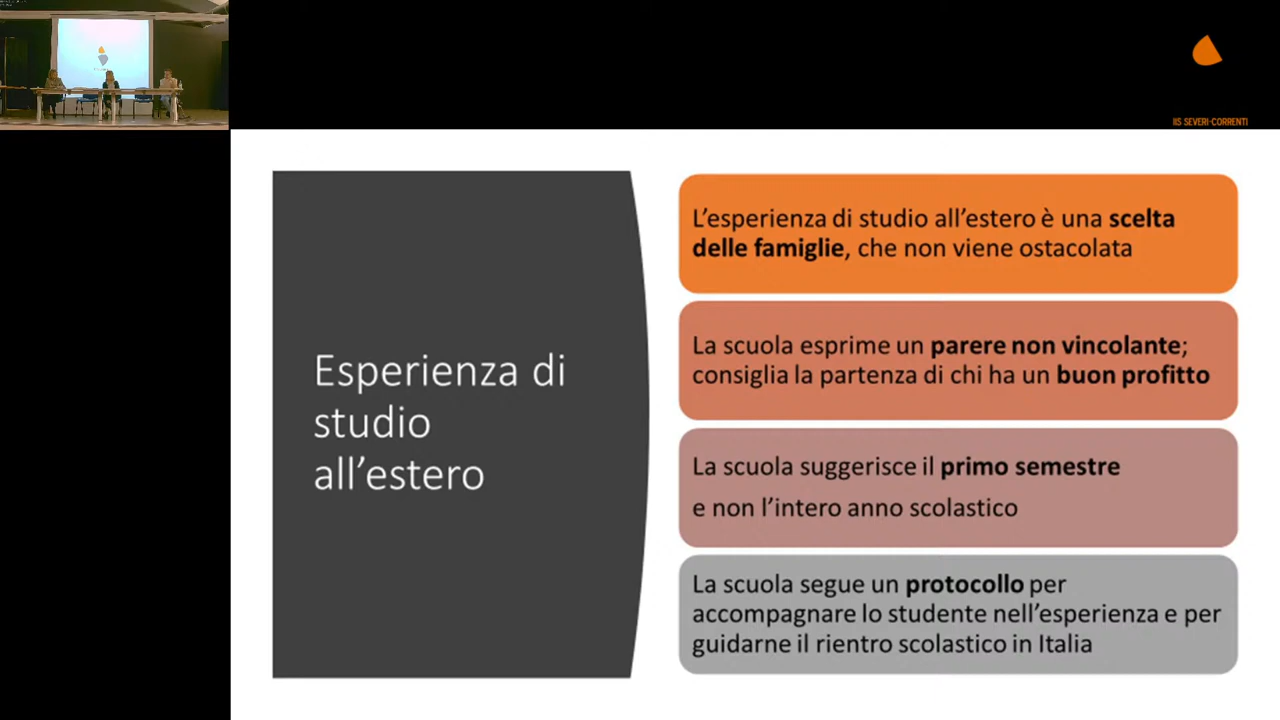 IIS SEVERI-CORRENTI
Esperienza di
studio
all’estero
L’esperienza di studio all’estero è una scelta
delle famiglie, che non viene ostacolata
La scuola esprime un parere non vincolante;
consiglia la partenza di chi ha un buon profitto
La scuola suggerisce il primo semestre
e non l’intero anno scolastico
La scuola segue un protocollo per
accompagnare lo studente nell’esperienza e per
guidarne il rientro scolastico in Italia